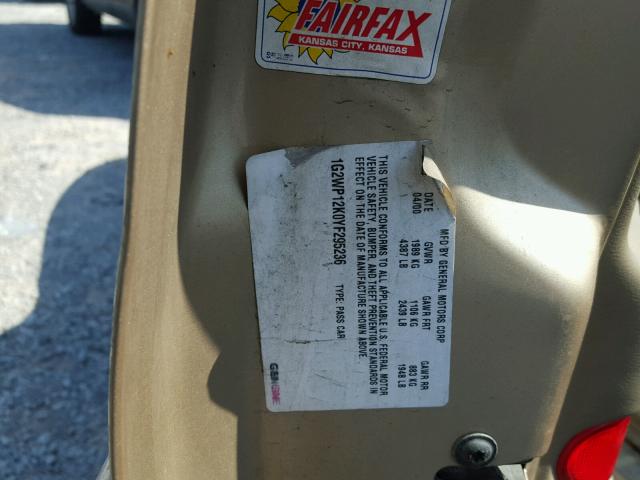 FAIRFAX
KANSAS CITY, KANSAS
MFD BY GENERAL MOTORS CORP
DATE GVWR GAWR FRT GAWR RR
04/00 1989 KG 1106 KG 883 KG
4387 LB 2439 LB 1948 LB
THIS VEHICLE CONFORMS TO ALL APPLICABLE U.S. FEDERAL MOTOR
VEHICLE SAFETY, BUMPER, AND THEFT PREVENTION STANDARDS IN
EFFECT ON THE DATE OF MANUFACTURE SHOWN ABOVE.
1G2WP12K0YF295236 TYPE: PASS CAR